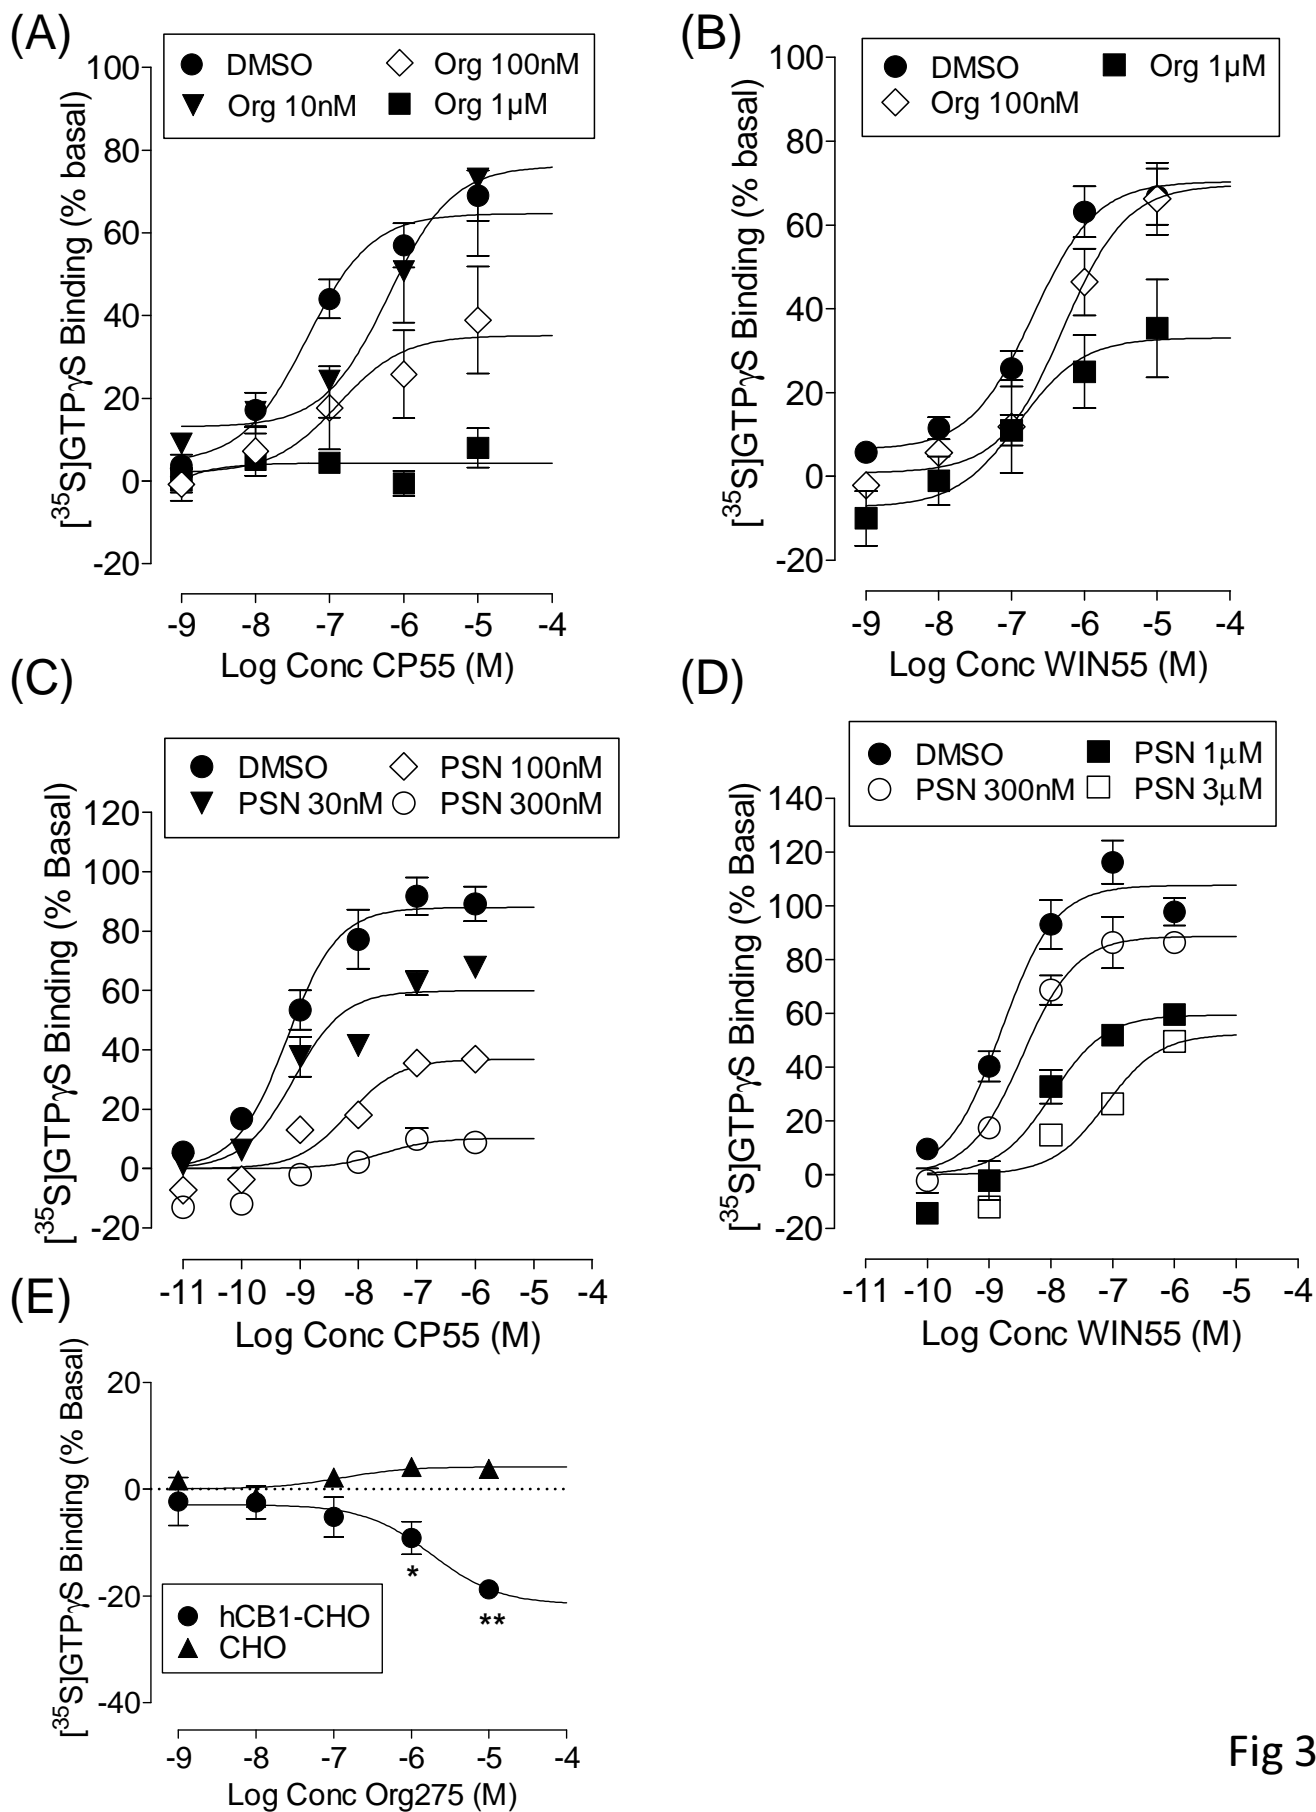 (A)
DMSO
Org 10nM
Org 100nM
Org 1µM
100
80
60
40
20
0
-20
[35S]GTPγS Binding (% basal)
-9 -8 -7 -6 -5 -4
Log Conc CP55 (M)
(B)
DMSO
Org 100nM
Org 1µM
100
80
60
40
20
0
-20
[35S]GTPγS Binding (% basal)
-9 -8 -7 -6 -5 -4
Log Conc WIN55 (M)
(C)
DMSO
PSN 30nM
PSN 100nM
PSN 300nM
120
100
80
60
40
20
0
-20
[35S]GTPγS Binding (% Basal)
-11 -10 -9 -8 -7 -6 -5 -4
Log Conc CP55 (M)
(D)
DMSO
PSN 300nM
PSN 1µM
PSN 3µM
140
120
100
80
60
40
20
0
-20
[35S]GTPγS Binding (% Basal)
-11 -10 -9 -8 -7 -6 -5 -4
Log Conc WIN55 (M)
(E)
20
0
-20
-40
[35S]GTPγS Binding (% Basal)
*
**
hCB1-CHO
CHO
-9 -8 -7 -6 -5 -4
Log Conc Org275 (M)
Fig 3